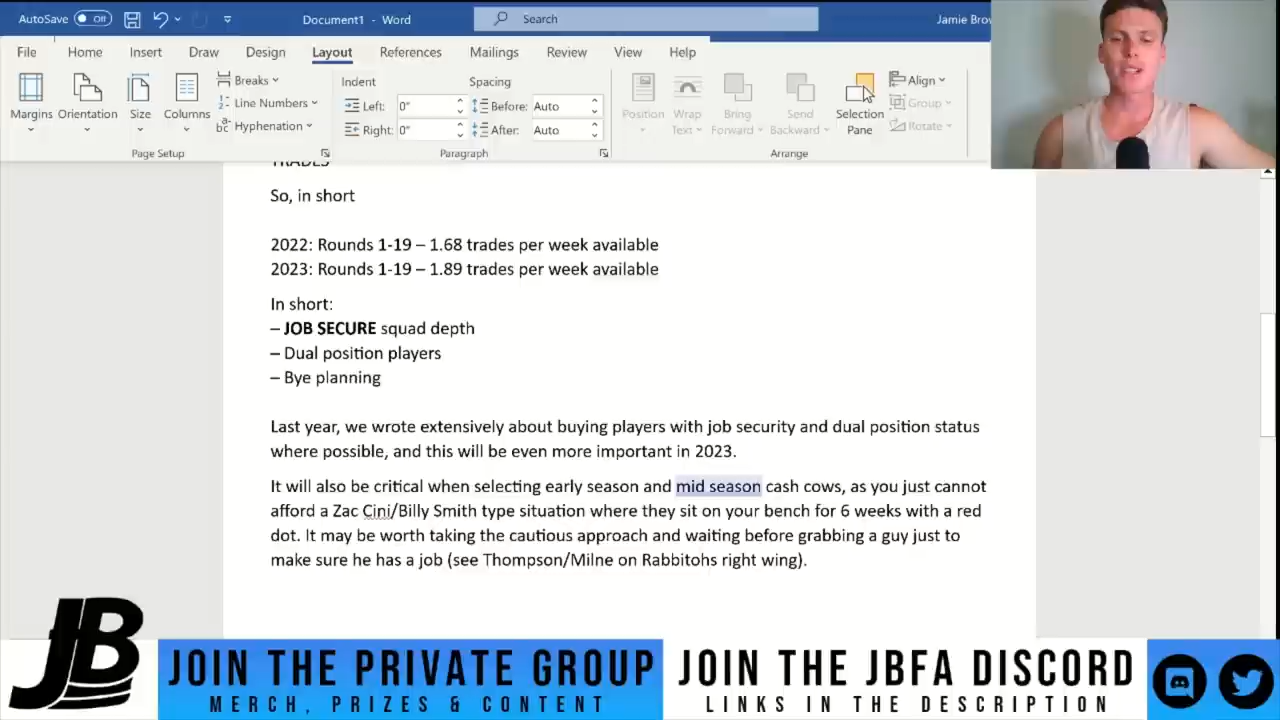 AutoSave Off Document1 - Word Search Jamie Bro
File Home Insert Draw Design Layout References Mailings Review View Help
Margins Orientation Size Columns
Breaks
Line Numbers
Hyphenation
Page Setup
Indent Spacing
Left: 0" Before: Auto
Right: 0" After: Auto
Paragraph
Position Wrap Text Bring Forward Send Backward Selection Pane
Align
Group
Rotate
Arrange
TRADES
So, in short
2022: Rounds 1-19 – 1.68 trades per week available
2023: Rounds 1-19 – 1.89 trades per week available
In short:
– JOB SECURE squad depth
– Dual position players
– Bye planning
Last year, we wrote extensively about buying players with job security and dual position status
where possible, and this will be even more important in 2023.
It will also be critical when selecting early season and mid season cash cows, as you just cannot
afford a Zac Cini/Billy Smith type situation where they sit on your bench for 6 weeks with a red
dot. It may be worth taking the cautious approach and waiting before grabbing a guy just to
make sure he has a job (see Thompson/Milne on Rabbitohs right wing).
JB
JOIN THE PRIVATE GROUP
MERCH, PRIZES & CONTENT
JOIN THE JBFA DISCORD
LINKS IN THE DESCRIPTION